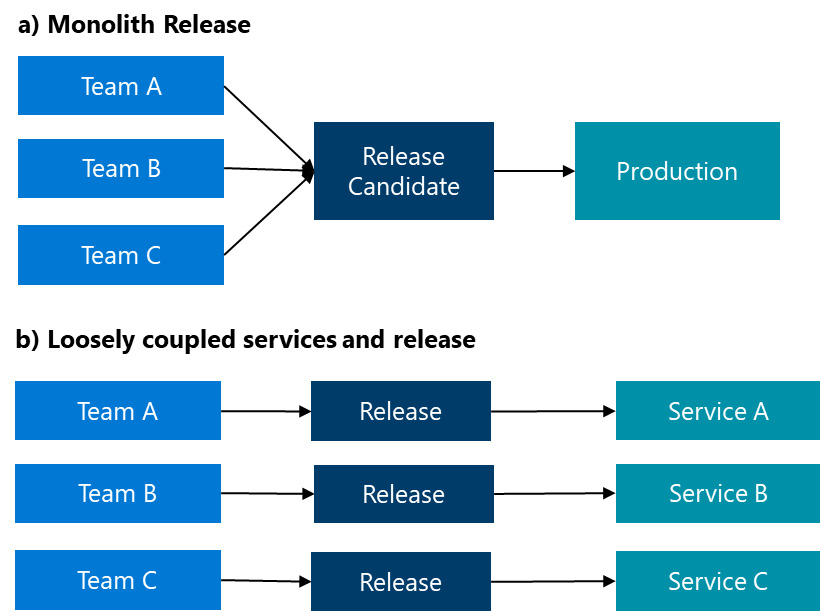 a) Monolith Release
Team A
Team B
Team C
Release
Candidate
Production
b) Loosely coupled services and release
Team A
Release
Service A
Team B
Release
Service B
Team C
Release
Service C